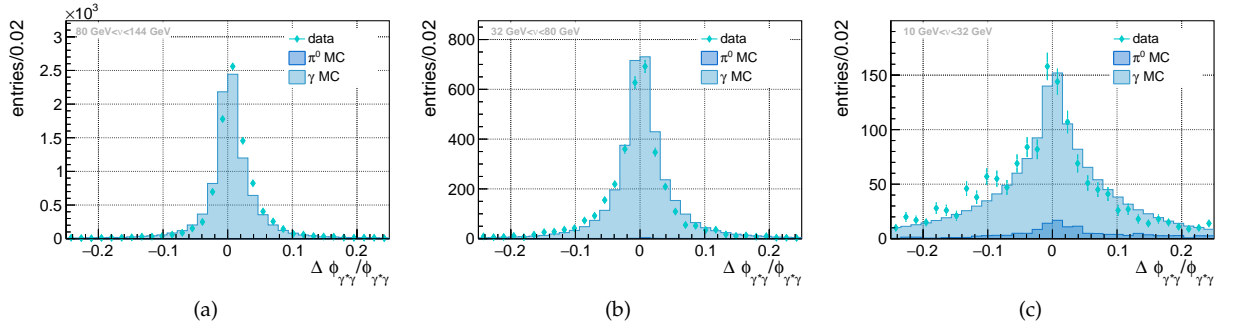 ×10³
80 GeV<ν<144 GeV
data
π⁰ MC
γ MC
entries/0.02
3
2.5
2
1.5
1
0.5
0
−0.2 −0.1 0 0.1 0.2
Δ ϕγ*γ/ϕγ*γ
(a)
32 GeV<ν<80 GeV
data
π⁰ MC
γ MC
entries/0.02
800
600
400
200
0
−0.2 −0.1 0 0.1 0.2
Δ ϕγ*γ/ϕγ*γ
(b)
10 GeV<ν<32 GeV
data
π⁰ MC
γ MC
entries/0.02
150
100
50
0
−0.2 −0.1 0 0.1 0.2
Δ ϕγ*γ/ϕγ*γ
(c)